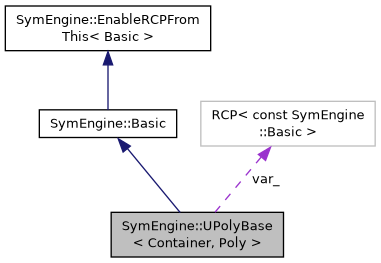 SymEngine::EnableRCPFrom
This< Basic >
SymEngine::Basic
RCP< const SymEngine
::Basic >
var_
SymEngine::UPolyBase
< Container, Poly >